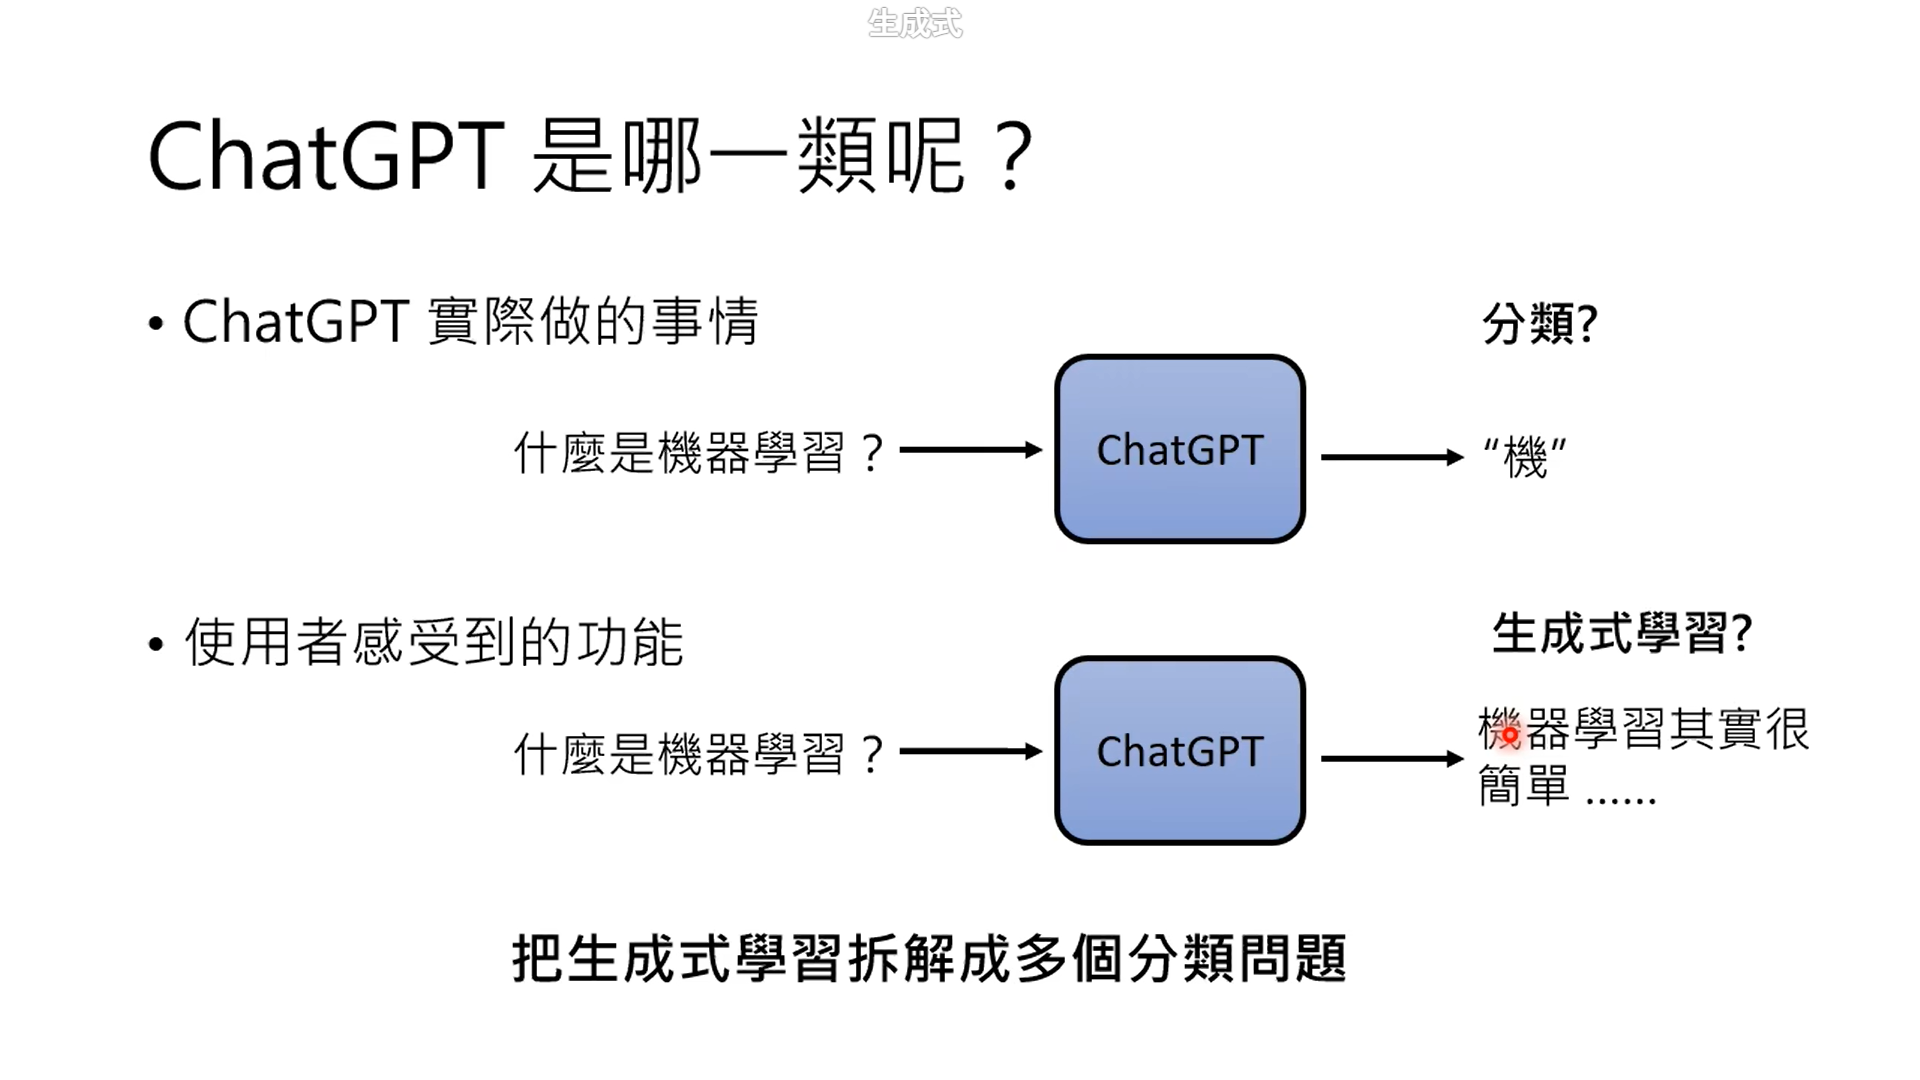 生成式
ChatGPT 是哪一類呢？
• ChatGPT 實際做的事情
分類?
什麼是機器學習？
ChatGPT
“機”
• 使用者感受到的功能
生成式學習?
什麼是機器學習？
ChatGPT
機器學習其實很
簡單 ......
把生成式學習拆解成多個分類問題